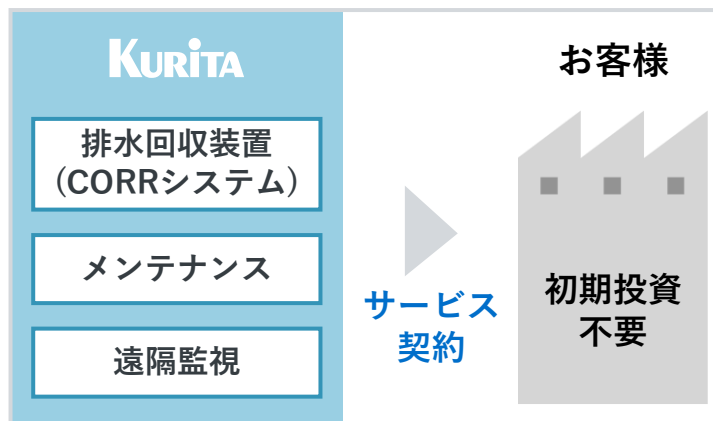 KURITA
排水回収装置
(CORRシステム)
メンテナンス
遠隔監視
サービス
契約
お客様
初期投資
不要